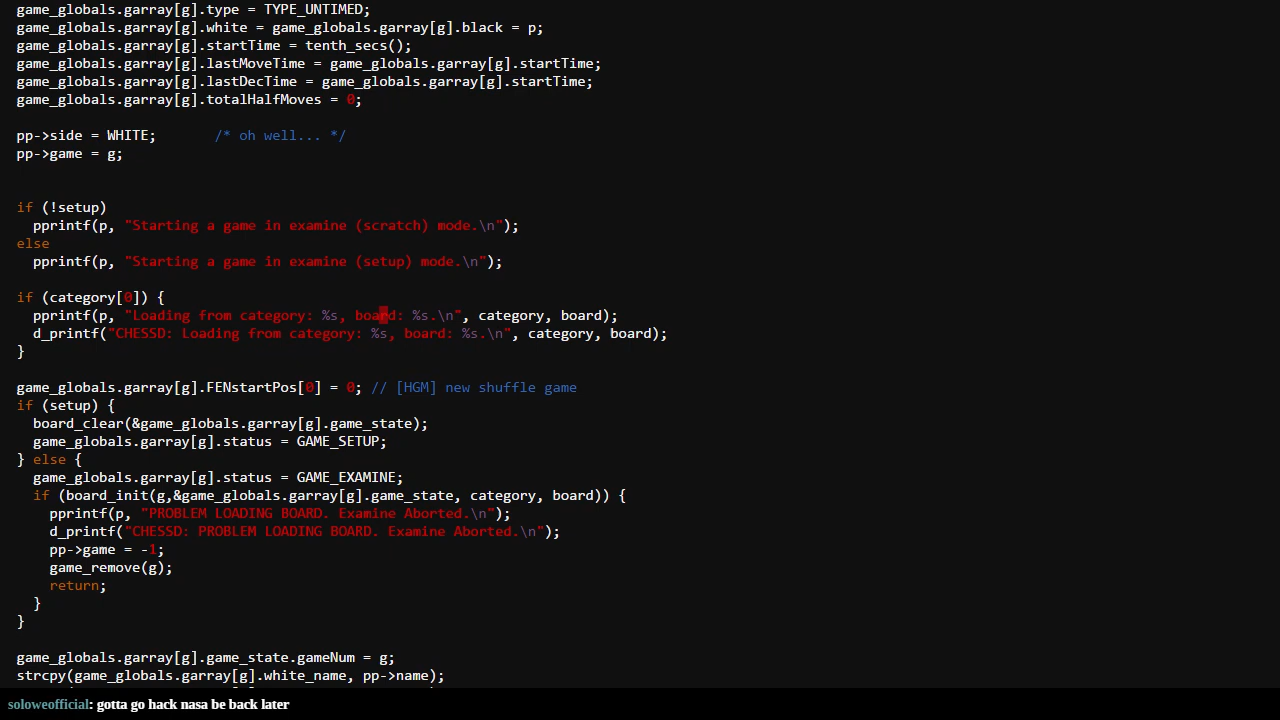 game_globals.garray[g].type = TYPE_UNTIMED;
game_globals.garray[g].white = game_globals.garray[g].black = p;
game_globals.garray[g].startTime = tenth_secs();
game_globals.garray[g].lastMoveTime = game_globals.garray[g].startTime;
game_globals.garray[g].lastDecTime = game_globals.garray[g].startTime;
game_globals.garray[g].totalHalfMoves = 0;
pp->side = WHITE;       /* oh well... */
pp->game = g;
if (!setup)
  pprintf(p, "Starting a game in examine (scratch) mode.\n");
else
  pprintf(p, "Starting a game in examine (setup) mode.\n");
if (category[0]) {
  pprintf(p, "Loading from category: %s, board: %s.\n", category, board);
  d_printf("CHESSD: Loading from category: %s, board: %s.\n", category, board);
}
game_globals.garray[g].FENstartPos[0] = 0; // [HGM] new shuffle game
if (setup) {
  board_clear(&game_globals.garray[g].game_state);
  game_globals.garray[g].status = GAME_SETUP;
} else {
  game_globals.garray[g].status = GAME_EXAMINE;
  if (board_init(g,&game_globals.garray[g].game_state, category, board)) {
    pprintf(p, "PROBLEM LOADING BOARD. Examine Aborted.\n");
    d_printf("CHESSD: PROBLEM LOADING BOARD. Examine Aborted.\n");
    pp->game = -1;
    game_remove(g);
    return;
  }
}
game_globals.garray[g].game_state.gameNum = g;
strcpy(game_globals.garray[g].white_name, pp->name);
soloweofficial: gotta go hack nasa be back later